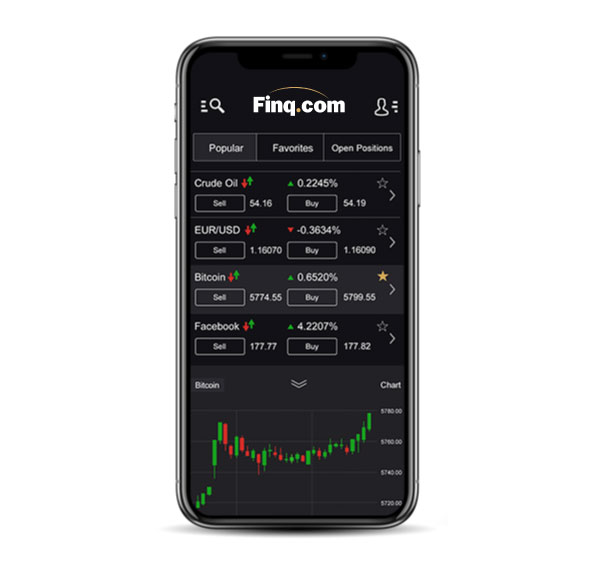 Finq.com
Popular Favorites Open Positions
Crude Oil 0.2245%
Sell 54.16 Buy 54.19
EUR/USD -0.3634%
Sell 1.16070 Buy 1.16090
Bitcoin 0.6520%
Sell 5774.55 Buy 5799.55
Facebook 4.2207%
Sell 177.77 Buy 177.82
Bitcoin Chart
5780.00
5760.00
5740.00
5720.00